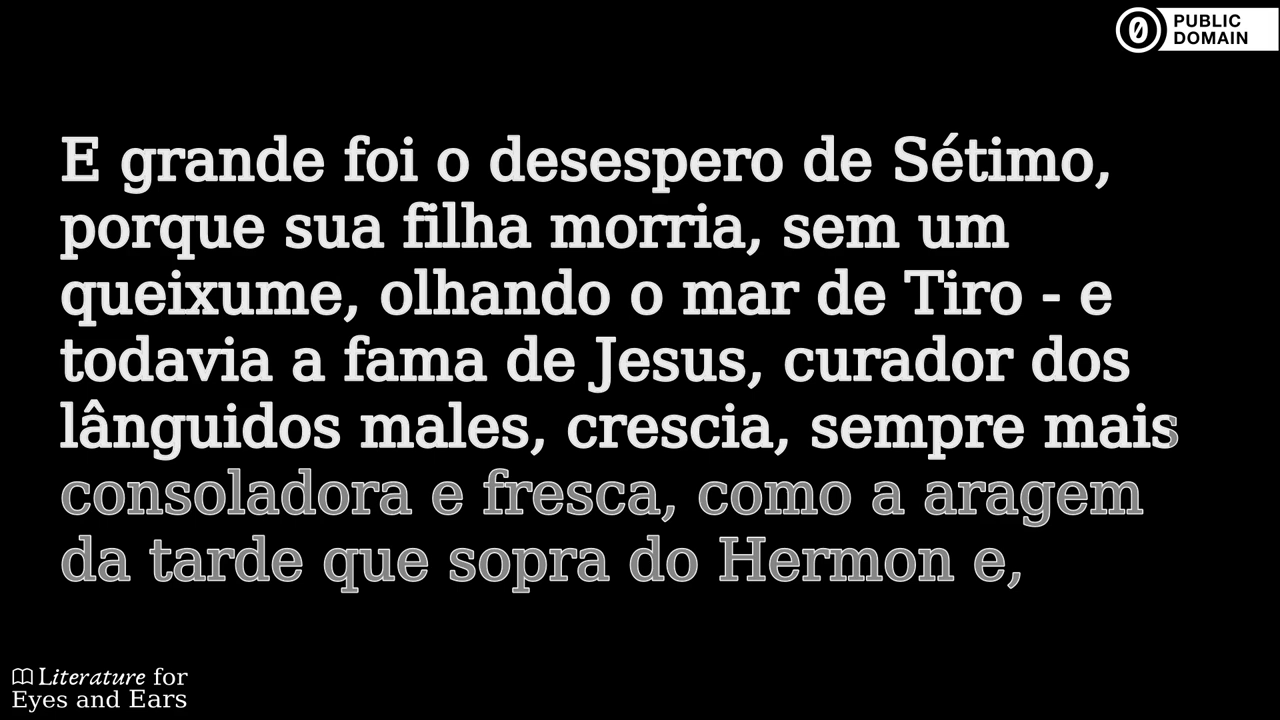 PUBLIC
DOMAIN
E grande foi o desespero de Sétimo,
porque sua filha morria, sem um
queixume, olhando o mar de Tiro - e
todavia a fama de Jesus, curador dos
lânguidos males, crescia, sempre mais
consoladora e fresca, como a aragem
da tarde que sopra do Hermon e,
Literature for
Eyes and Ears